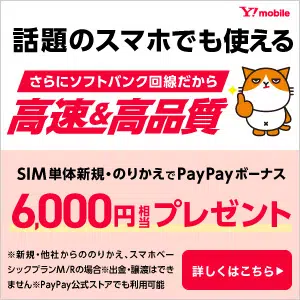 Y!mobile
話題のスマホでも使える
さらにソフトバンク回線だから
高速&高品質
SIM単体新規・のりかえでPayPayボーナス
6,000円相当プレゼント
※新規・他社からののりかえ、スマホベー
シックプランM/Rの場合※出金・譲渡はでき
ません※PayPay公式ストアでも利用可能
詳しくはこちら▶